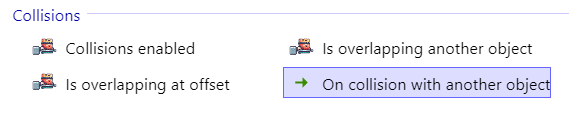 Collisions
Collisions enabled
Is overlapping another object
Is overlapping at offset
On collision with another object